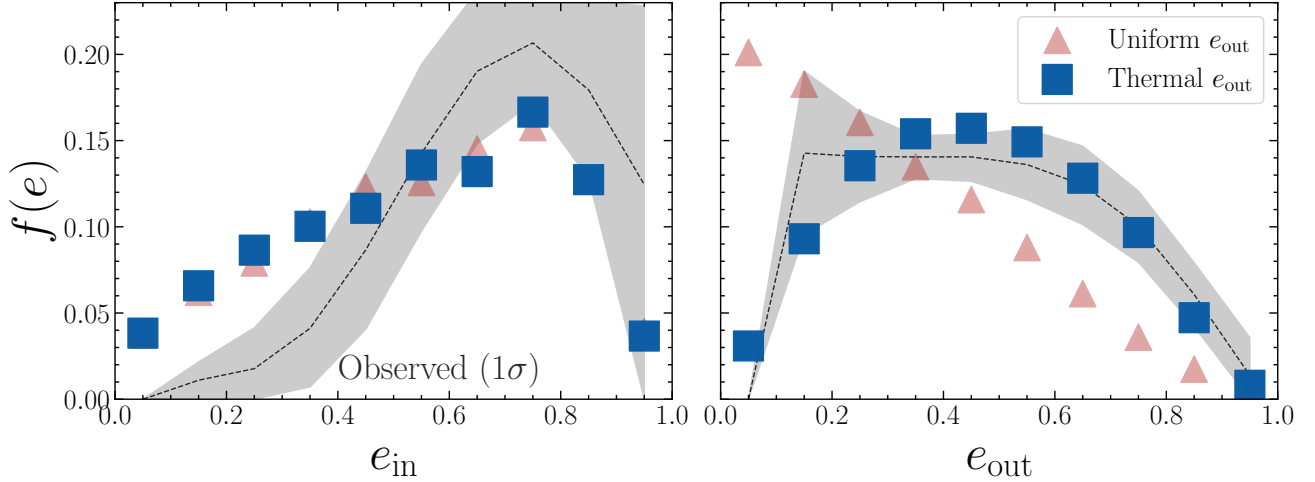 f(e)
0.20
0.15
0.10
0.05
0.00
Observed (1σ)
0.0 0.2 0.4 0.6 0.8 1.0
e_in
Uniform e_out
Thermal e_out
0.2 0.4 0.6 0.8 1.0
e_out